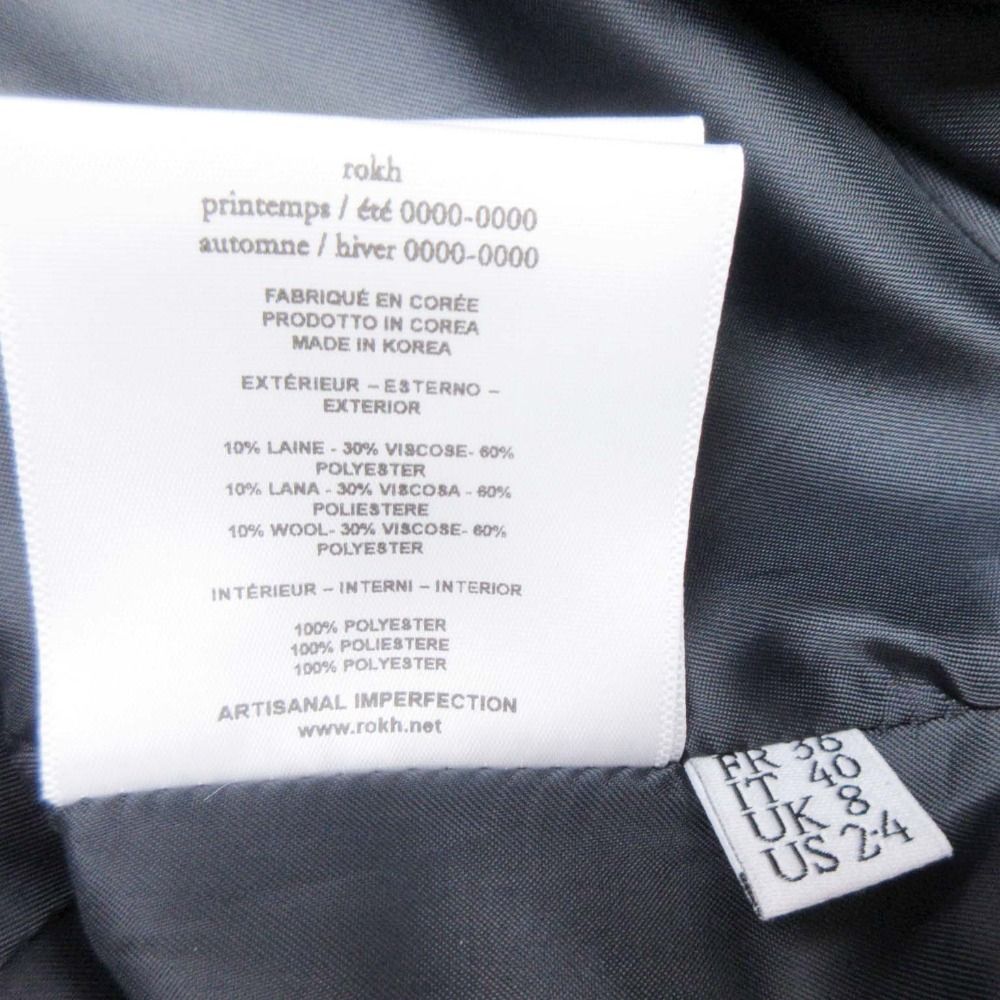 rokh
printemps / été 0000-0000
automne / hiver 0000-0000
FABRIQUÉ EN CORÉE
PRODOTTO IN COREA
MADE IN KOREA
EXTÉRIEUR – ESTERNO –
EXTERIOR
10% LAINE - 30% VISCOSE- 60%
POLYESTER
10% LANA - 30% VISCOSA - 60%
POLIESTERE
10% WOOL- 30% VISCOSE- 60%
POLYESTER
INTÉRIEUR – INTERNI – INTERIOR
100% POLYESTER
100% POLIESTERE
100% POLYESTER
ARTISANAL IMPERFECTION
www.rokh.net
FR 36
IT 40
UK 8
US 2-4